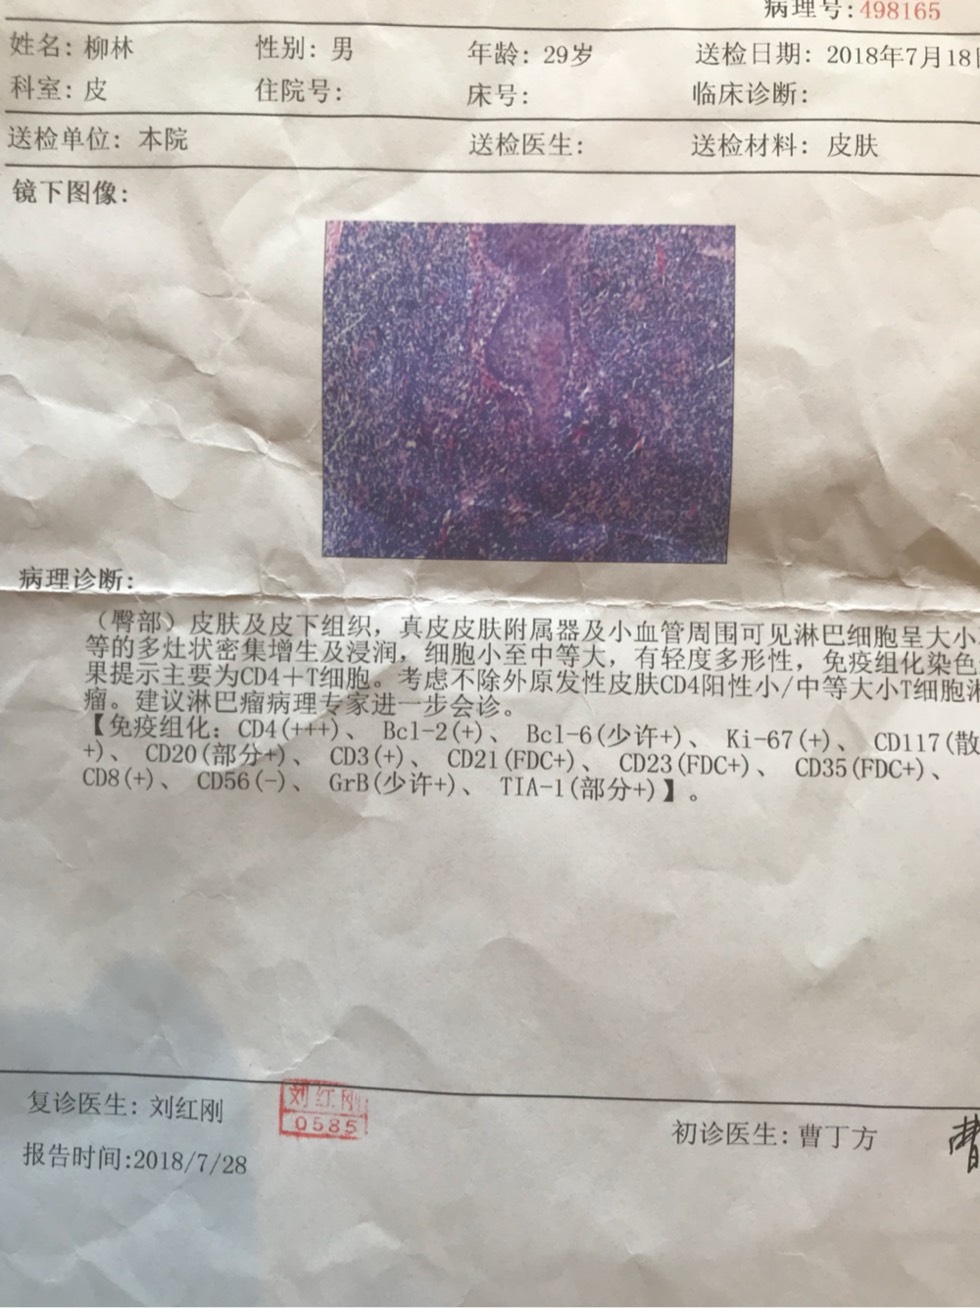 病理号:498165
姓名: 柳林 性别: 男 年龄: 29岁 送检日期: 2018年7月18
科室: 皮 住院号: 床号: 临床诊断:
送检单位: 本院 送检医生: 送检材料: 皮肤
镜下图像:
病理诊断:
（臀部）皮肤及皮下组织，真皮皮肤附属器及小血管周围可见淋巴细胞呈大小
等的多灶状密集增生及浸润，细胞小至中等大，有轻度多形性，免疫组化染色
果提示主要为CD4+T细胞。考虑不除外原发性皮肤CD4阳性小/中等大小T细胞淋
瘤。建议淋巴瘤病理专家进一步会诊。
【免疫组化: CD4(+++)、 Bcl-2(+)、 Bcl-6(少许+)、 Ki-67(+)、 CD117(散
+)、 CD20(部分+)、 CD3(+)、 CD21(FDC+)、 CD23(FDC+)、 CD35(FDC+)、
CD8(+)、 CD56(-)、 GrB(少许+)、 TIA-1(部分+)】。
复诊医生: 刘红刚
刘红刚
0585
初诊医生: 曹丁方
曹
报告时间:2018/7/28